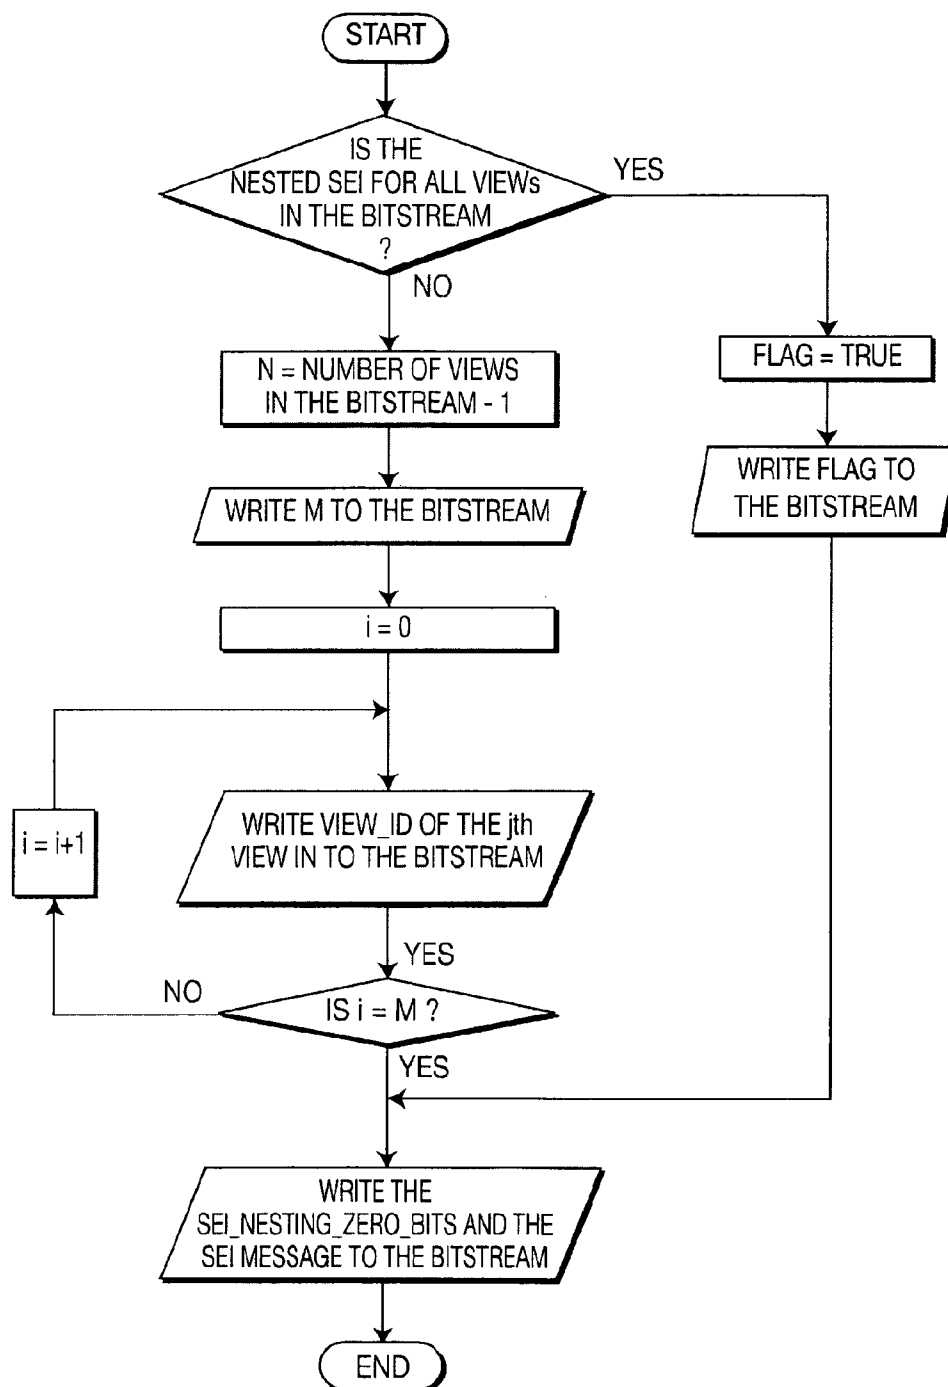 START
IS THE
NESTED SEI FOR ALL VIEWs
IN THE BITSTREAM
?
YES
NO
N = NUMBER OF VIEWS
IN THE BITSTREAM - 1
FLAG = TRUE
WRITE FLAG TO
THE BITSTREAM
WRITE M TO THE BITSTREAM
i = 0
i = i+1
WRITE VIEW_ID OF THE jth
VIEW IN TO THE BITSTREAM
YES
NO
IS i = M ?
YES
WRITE THE
SEI_NESTING_ZERO_BITS AND THE
SEI MESSAGE TO THE BITSTREAM
END